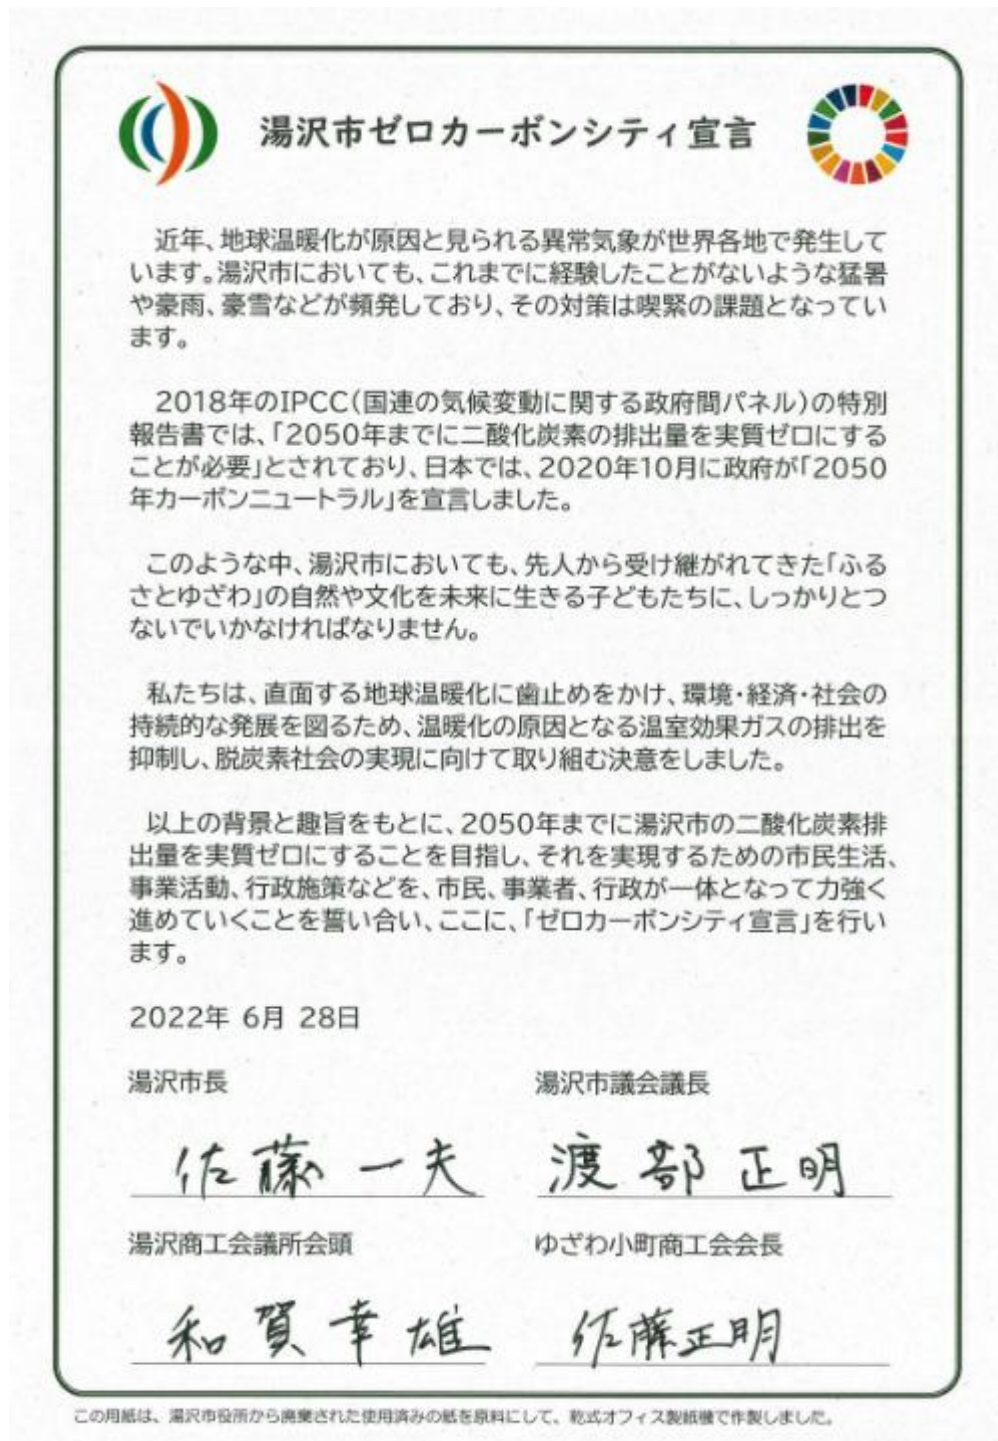 湯沢市ゼロカーボンシティ宣言
近年、地球温暖化が原因と見られる異常気象が世界各地で発生して
います。湯沢市においても、これまでに経験したことがないような猛暑
や豪雨、豪雪などが頻発しており、その対策は喫緊の課題となってい
ます。
2018年のIPCC(国連の気候変動に関する政府間パネル)の特別
報告書では、「2050年までに二酸化炭素の排出量を実質ゼロにする
ことが必要」とされており、日本では、2020年10月に政府が「2050
年カーボンニュートラル」を宣言しました。
このような中、湯沢市においても、先人から受け継がれてきた「ふる
さとゆざわ」の自然や文化を未来に生きる子どもたちに、しっかりとつ
ないでいかなければなりません。
私たちは、直面する地球温暖化に歯止めをかけ、環境・経済・社会の
持続的な発展を図るため、温暖化の原因となる温室効果ガスの排出を
抑制し、脱炭素社会の実現に向けて取り組む決意をしました。
以上の背景と趣旨をもとに、2050年までに湯沢市の二酸化炭素排
出量を実質ゼロにすることを目指し、それを実現するための市民生活、
事業活動、行政施策などを、市民、事業者、行政が一体となって力強く
進めていくことを誓い合い、ここに、「ゼロカーボンシティ宣言」を行い
ます。
2022年 6月 28日
湯沢市長 湯沢市議会議長
佐藤 一夫 渡部 正明
湯沢商工会議所会頭 ゆざわ小町商工会会長
和賀 幸雄 佐藤正明
この用紙は、湯沢市役所から廃棄された使用済みの紙を原料にして、乾式オフィス製紙機で作製しました。